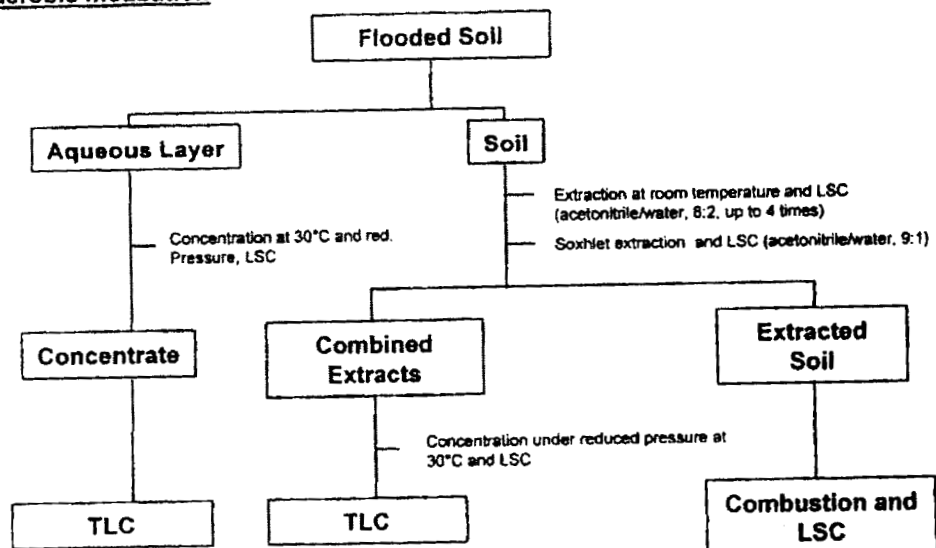 Flooded Soil
Aqueous Layer
Soil
Extraction at room temperature and LSC
(acetonitrile/water, 8:2, up to 4 times)
Concentration at 30°C and red.
Pressure, LSC
Soxhlet extraction and LSC (acetonitrile/water, 9:1)
Concentrate
Combined
Extracts
Extracted
Soil
Concentration under reduced pressure at
30°C and LSC
TLC
TLC
Combustion and
LSC